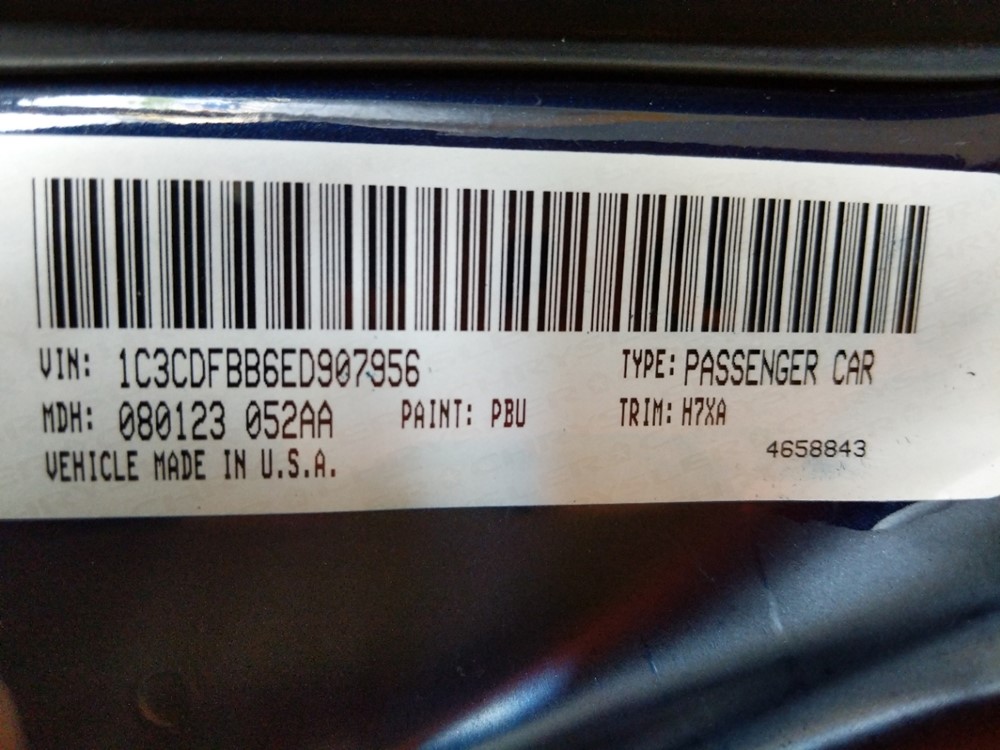 VIN: 1C3CDFBB6ED907956 TYPE: PASSENGER CAR
MDH: 080123 052AA PAINT: PBU TRIM: H7XA
VEHICLE MADE IN U.S.A. 4658843